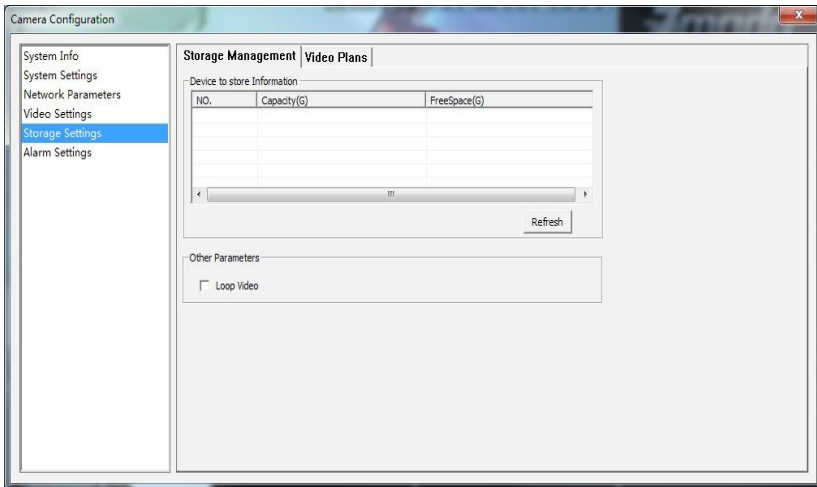 Camera Configuration
System Info
System Settings
Network Parameters
Video Settings
Storage Settings
Alarm Settings
Storage Management Video Plans
Device to store Information
NO. Capacity(G) FreeSpace(G)
Refresh
Other Parameters
Loop Video